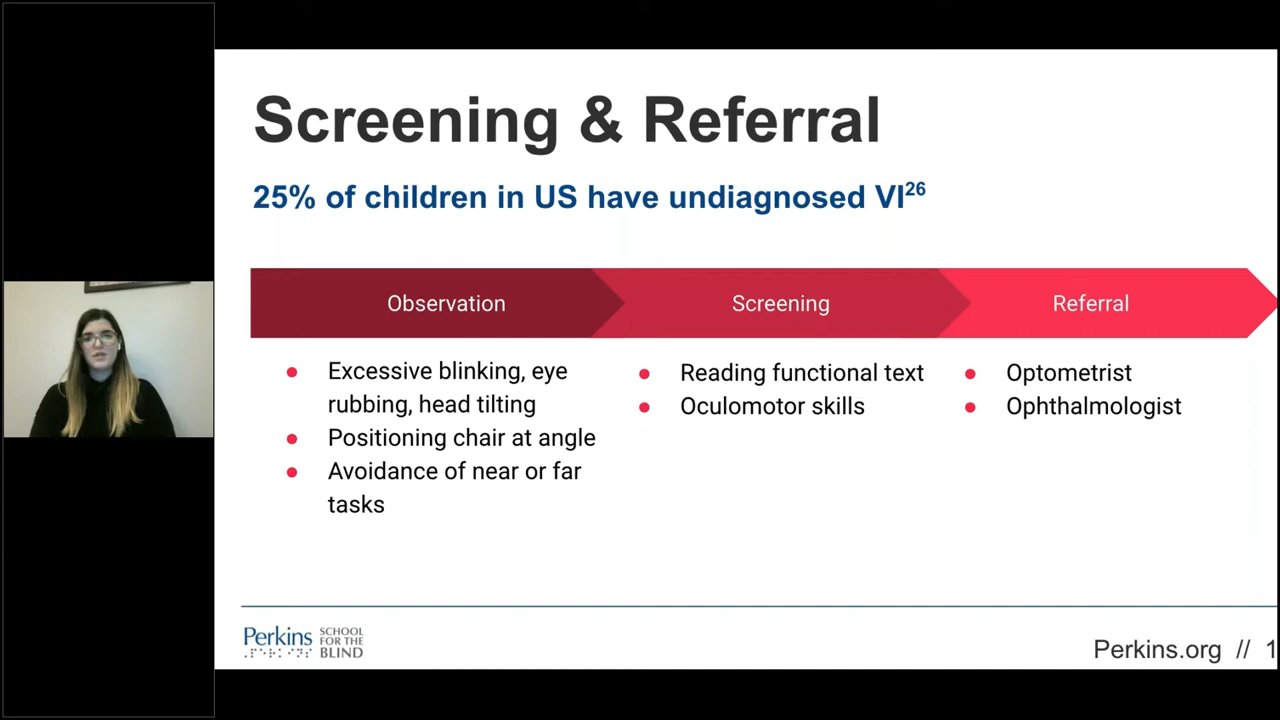 Screening & Referral
25% of children in US have undiagnosed VI26
Observation
Screening
Referral
Excessive blinking, eye
rubbing, head tilting
Positioning chair at angle
Avoidance of near or far
tasks
Reading functional text
Oculomotor skills
Optometrist
Ophthalmologist
Perkins
SCHOOL
FOR THE
BLIND
Perkins.org // 1